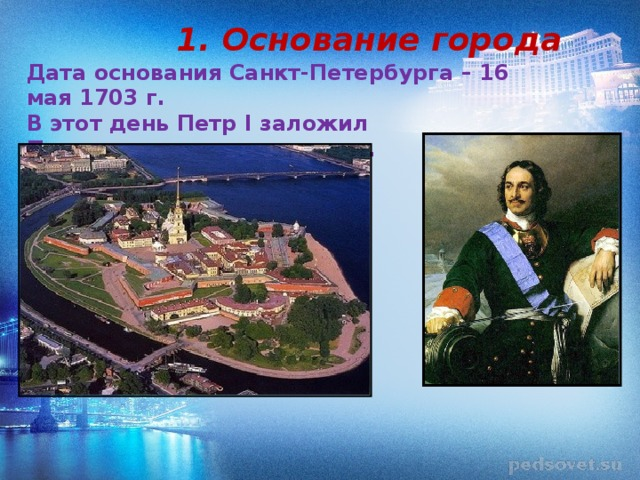 1. Основание города
Дата основания Санкт-Петербурга – 16
мая 1703 г.
В этот день Петр I заложил
pedsovet.su